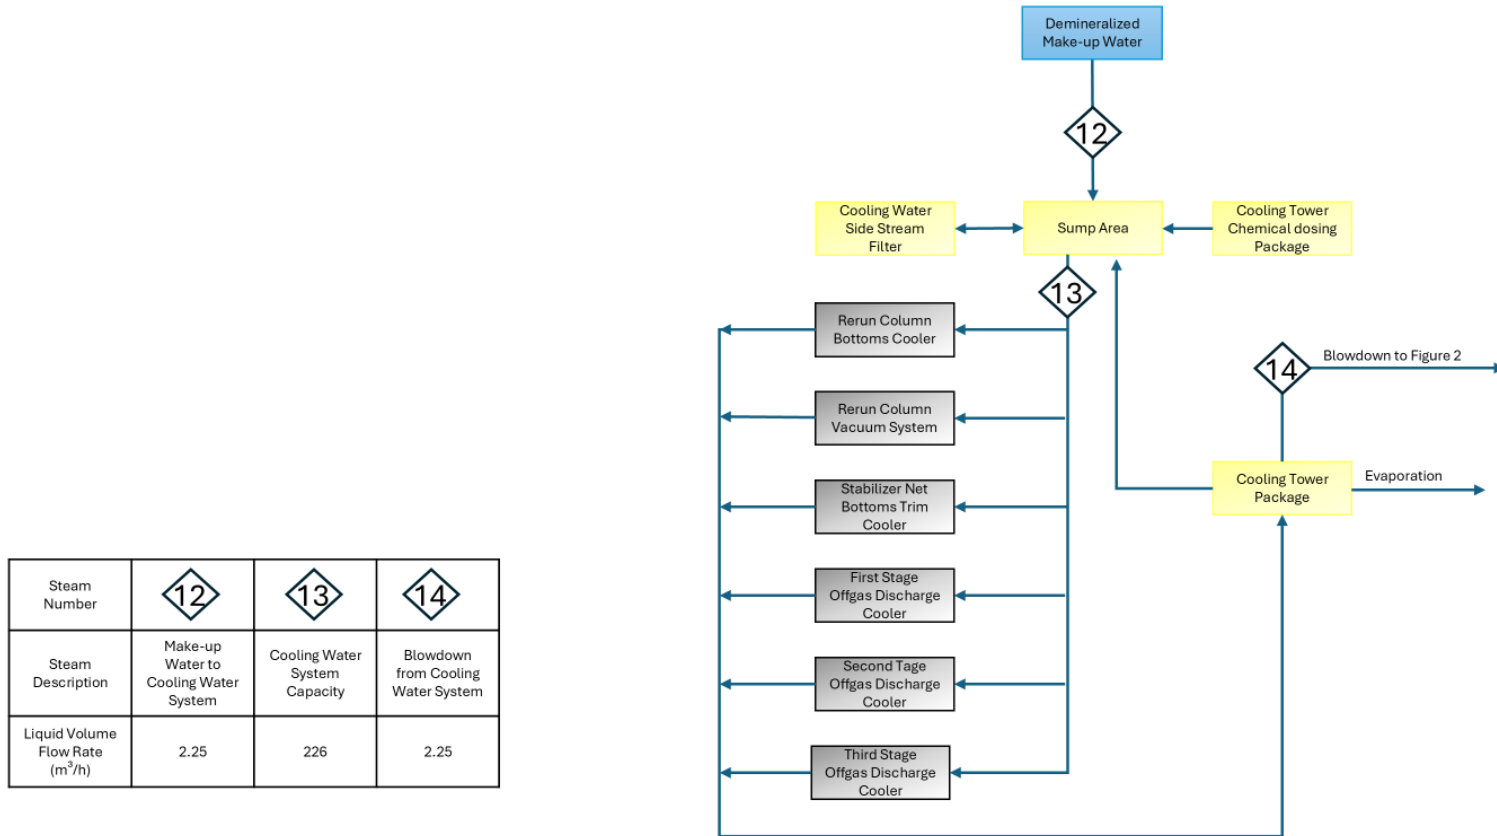 Demineralized
Make-up Water
12
Cooling Water
Side Stream
Filter
Sump Area
Cooling Tower
Chemical dosing
Package
13
Rerun Column
Bottoms Cooler
14
Blowdown to Figure 2
Rerun Column
Vacuum System
Cooling Tower
Package
Evaporation
Stabilizer Net
Bottoms Trim
Cooler
First Stage
Offgas Discharge
Cooler
Second Tage
Offgas Discharge
Cooler
Third Stage
Offgas Discharge
Cooler
Steam
Number
12
13
14
Steam
Description
Make-up
Water to
Cooling Water
System
Cooling Water
System
Capacity
Blowdown
from Cooling
Water System
Liquid Volume
Flow Rate
(m³/h)
2.25
226
2.25